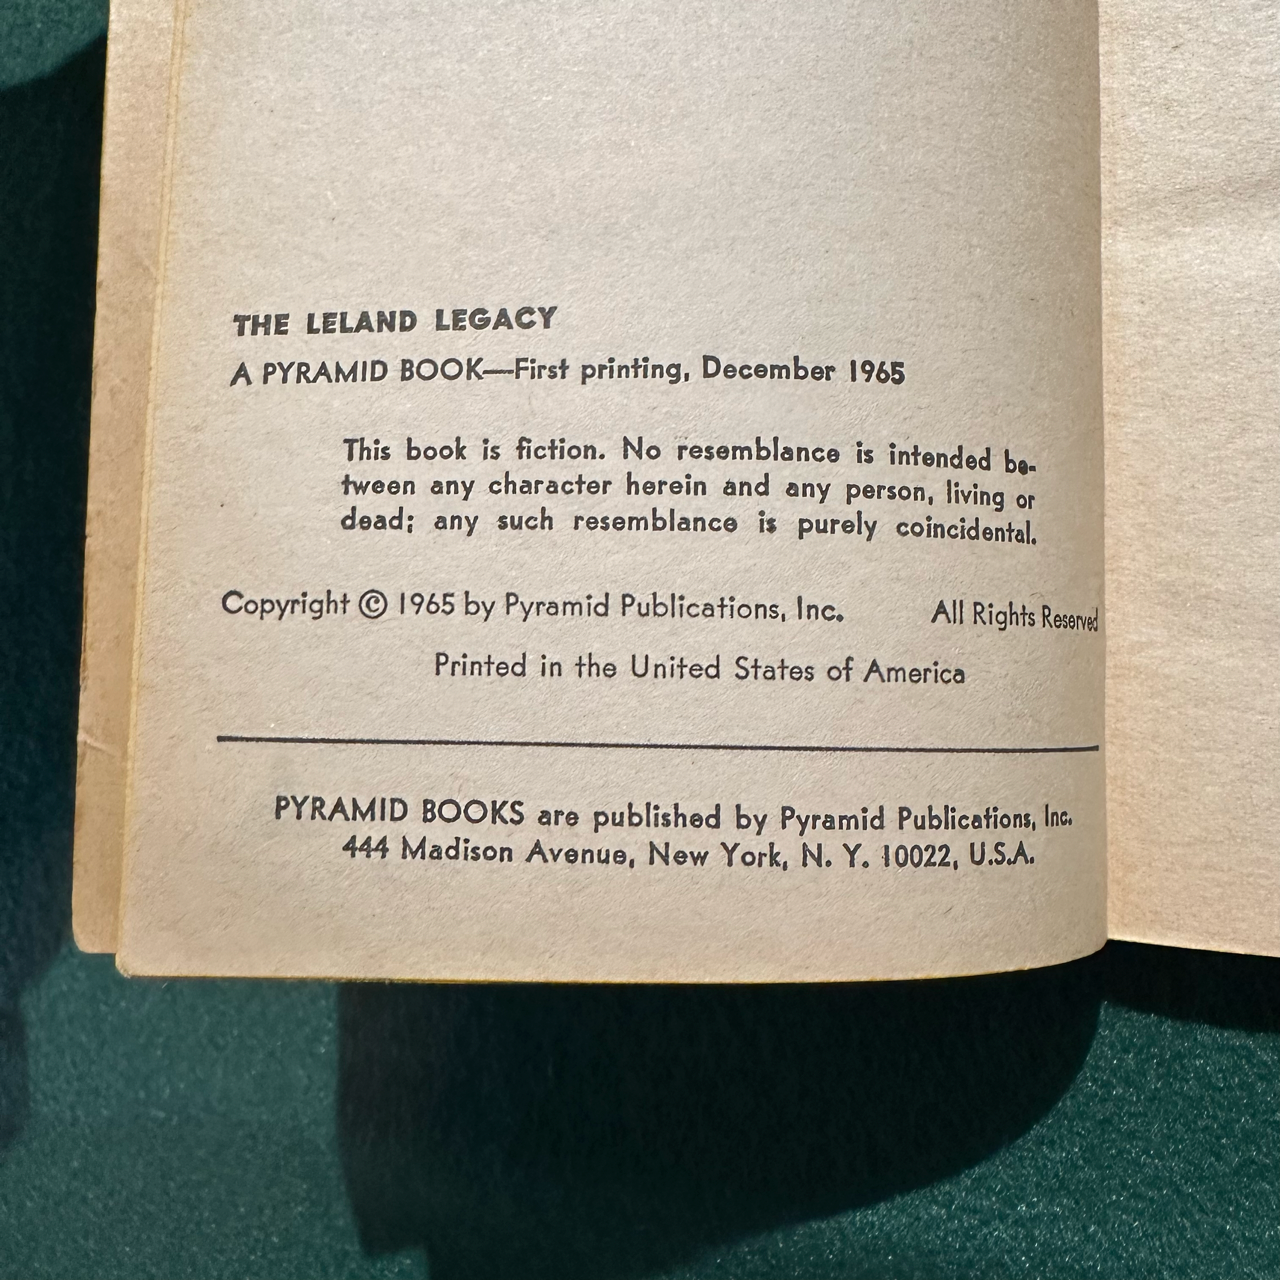 THE LELAND LEGACY
A PYRAMID BOOK—First printing, December 1965
This book is fiction. No resemblance is intended be-
tween any character herein and any person, living or
dead; any such resemblance is purely coincidental.
Copyright © 1965 by Pyramid Publications, Inc. All Rights Reserved
Printed in the United States of America
PYRAMID BOOKS are published by Pyramid Publications, Inc.
444 Madison Avenue, New York, N. Y. 10022, U.S.A.